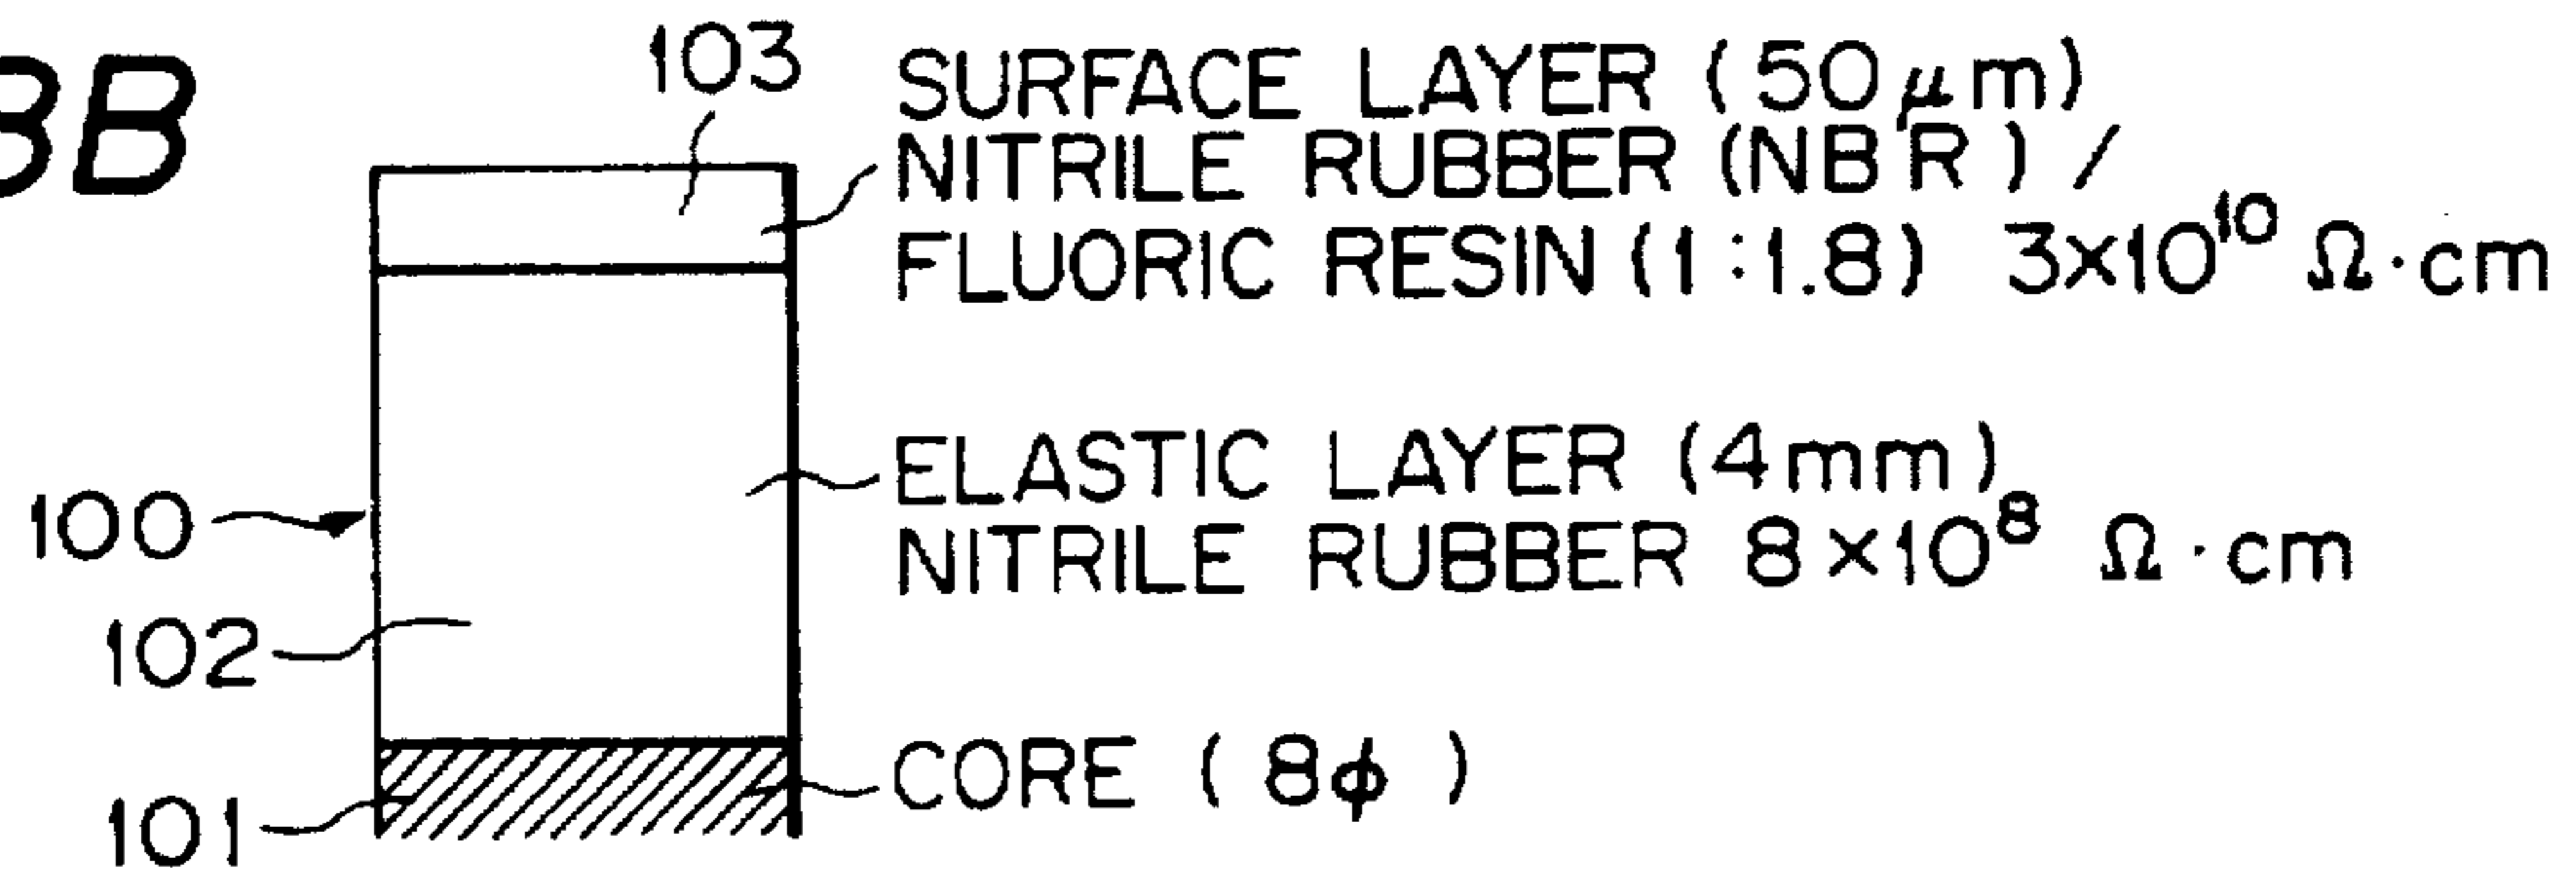 3B
103
SURFACE LAYER (50μm)
NITRILE RUBBER (NBR) /
FLUORIC RESIN (1:1.8) 3×10¹⁰ Ω·cm
100
ELASTIC LAYER (4mm)
NITRILE RUBBER 8×10⁸ Ω·cm
102
CORE (8φ)
101